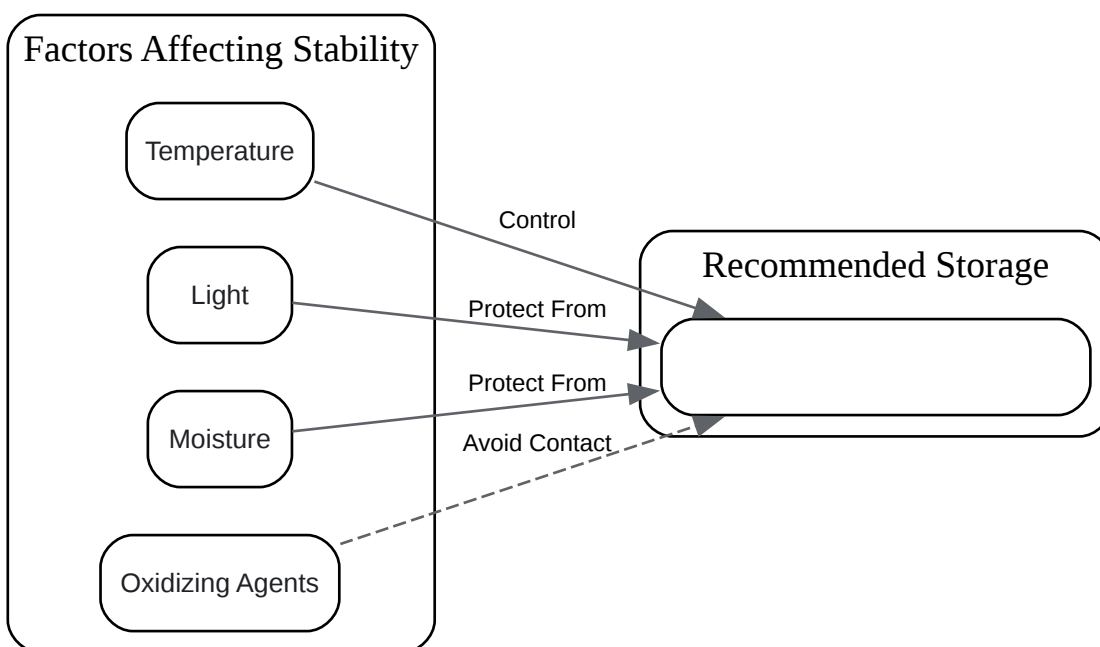 Factors Affecting Stability
Temperature
Control
Recommended Storage
Light
Protect From
Protect From
Moisture
Avoid Contact
Oxidizing Agents